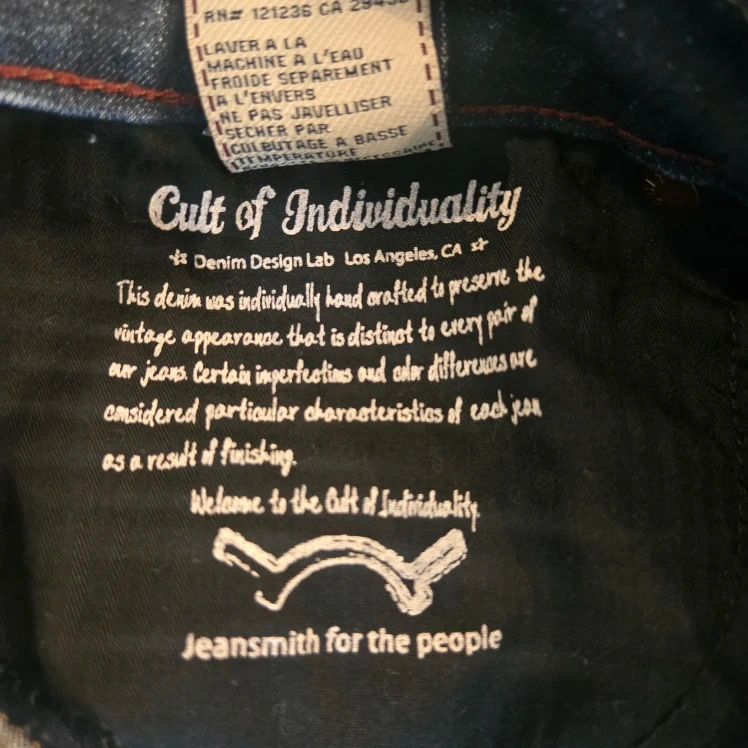 RN# 121236 CA
LAVER A LA
MACHINE A L'EAU
FROIDE SEPAREMENT
A L'ENVERS
NE PAS JAVELLISER
SECHER PAR
CULBUTAGE A BASSE
TEMPERATURE
Cult of Individuality
Denim Design Lab Los Angeles, CA
This denim was individually hand crafted to preserve the
vintage appearance that is distinct to every pair of
our jeans. Certain imperfections and color differences are
considered particular characteristics of each jean
as a result of finishing.
Welcome to the Cult of Individuality.
Jeansmith for the people